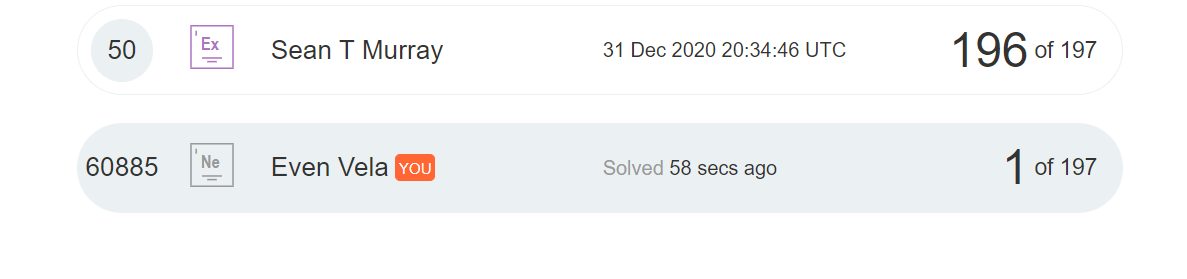 50 Ex Sean T Murray 31 Dec 2020 20:34:46 UTC 196 of 197
60885 Ne Even Vela YOU Solved 58 secs ago 1 of 197